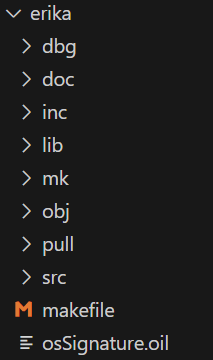 erika
dbg
doc
inc
lib
mk
obj
pull
src
makefile
osSignature.oil